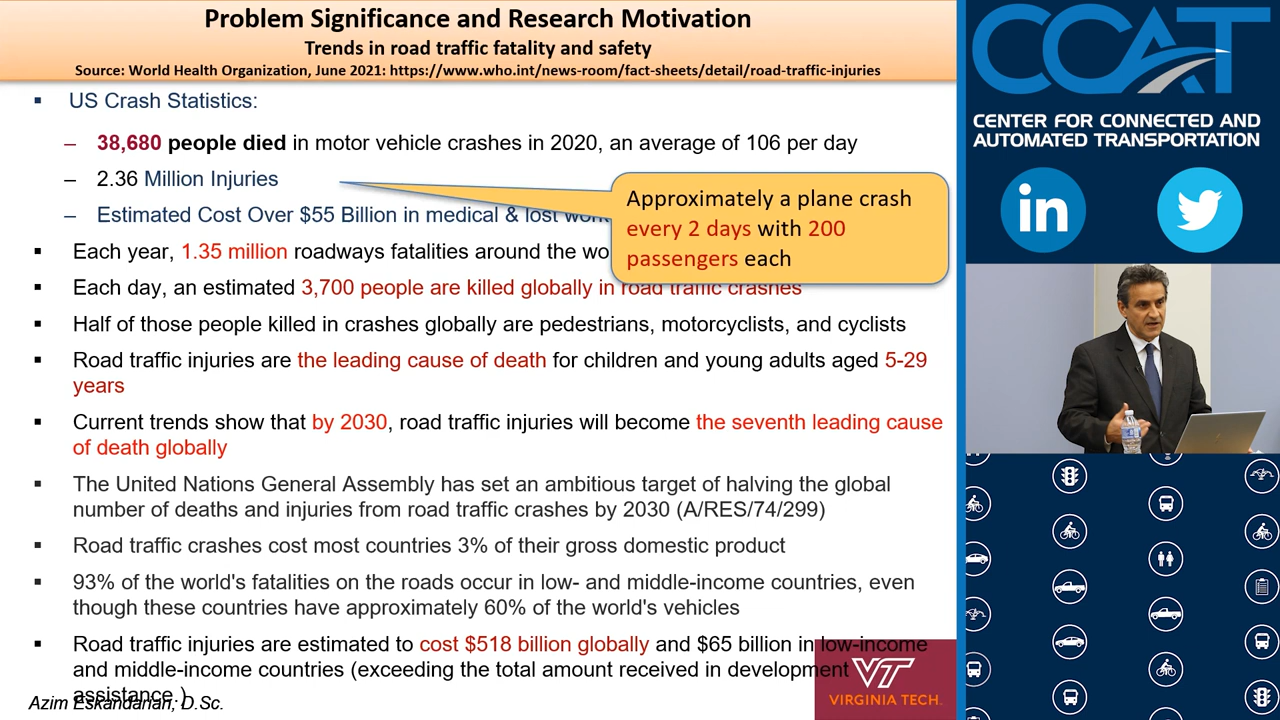 Problem Significance and Research Motivation
Trends in road traffic fatality and safety
Source: World Health Organization, June 2021: https://www.who.int/news-room/fact-sheets/detail/road-traffic-injuries
▪ US Crash Statistics:
– 38,680 people died in motor vehicle crashes in 2020, an average of 106 per day
– 2.36 Million Injuries
– Estimated Cost Over $55 Billion in medical & lost
Approximately a plane crash
every 2 days with 200
passengers each
▪ Each year, 1.35 million roadways fatalities around the
▪ Each day, an estimated 3,700 people are killed globally in road traffic crashes
▪ Half of those people killed in crashes globally are pedestrians, motorcyclists, and cyclists
▪ Road traffic injuries are the leading cause of death for children and young adults aged 5-29
years
▪ Current trends show that by 2030, road traffic injuries will become the seventh leading cause
of death globally
▪ The United Nations General Assembly has set an ambitious target of halving the global
number of deaths and injuries from road traffic crashes by 2030 (A/RES/74/299)
▪ Road traffic crashes cost most countries 3% of their gross domestic product
▪ 93% of the world's fatalities on the roads occur in low- and middle-income countries, even
though these countries have approximately 60% of the world's vehicles
▪ Road traffic injuries are estimated to cost $518 billion globally and $65 billion in low-income
and middle-income countries (exceeding the total amount received in development
assistance.)
Azim Eskandarian, D.Sc.
VT
VIRGINIA TECH.
CCAT
CENTER FOR CONNECTED AND
AUTOMATED TRANSPORTATION
in